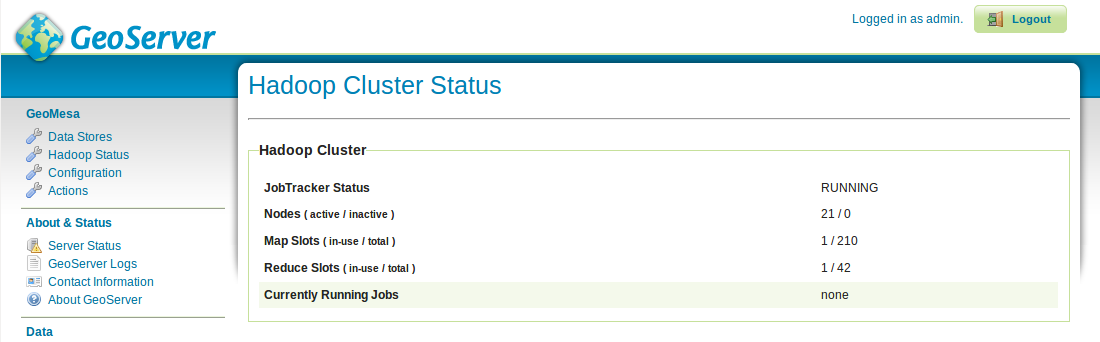 GeoServer
Logged in as admin. Logout
Hadoop Cluster Status
GeoMesa
Data Stores
Hadoop Status
Configuration
Actions
About & Status
Server Status
GeoServer Logs
Contact Information
About GeoServer
Data
Hadoop Cluster
JobTracker Status RUNNING
Nodes ( active / inactive ) 21 / 0
Map Slots ( in-use / total ) 1 / 210
Reduce Slots ( in-use / total ) 1 / 42
Currently Running Jobs none